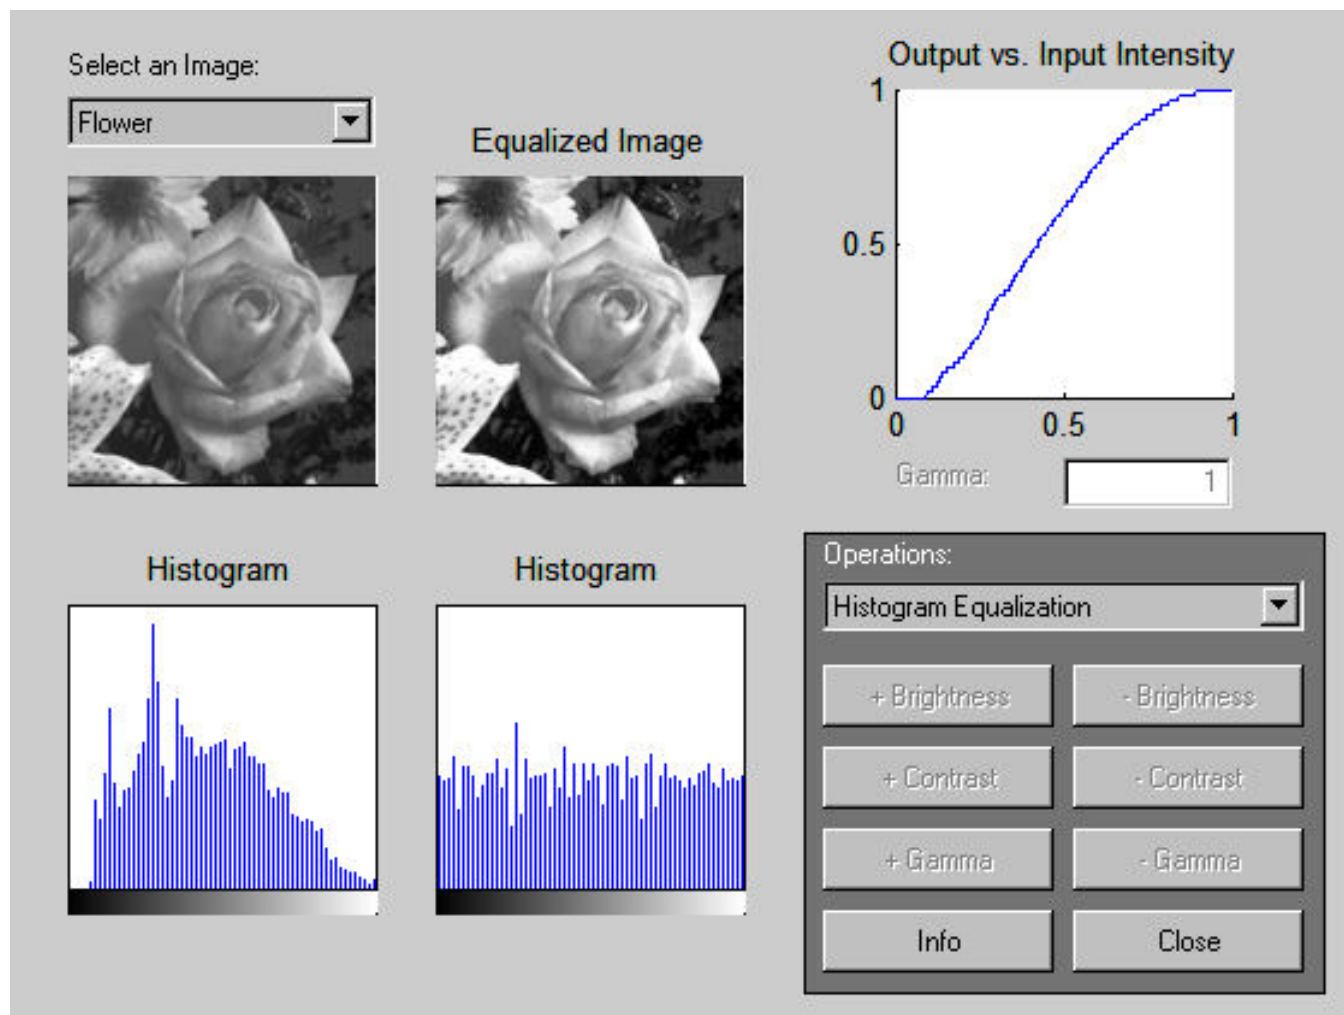 Select an Image:
Flower
Equalized Image
Output vs. Input Intensity
1
0.5
0
0 0.5 1
Gamma: 1
Histogram
Histogram
Operations:
Histogram Equalization
+ Brightness - Brightness
+ Contrast - Contrast
+ Gamma - Gamma
Info Close